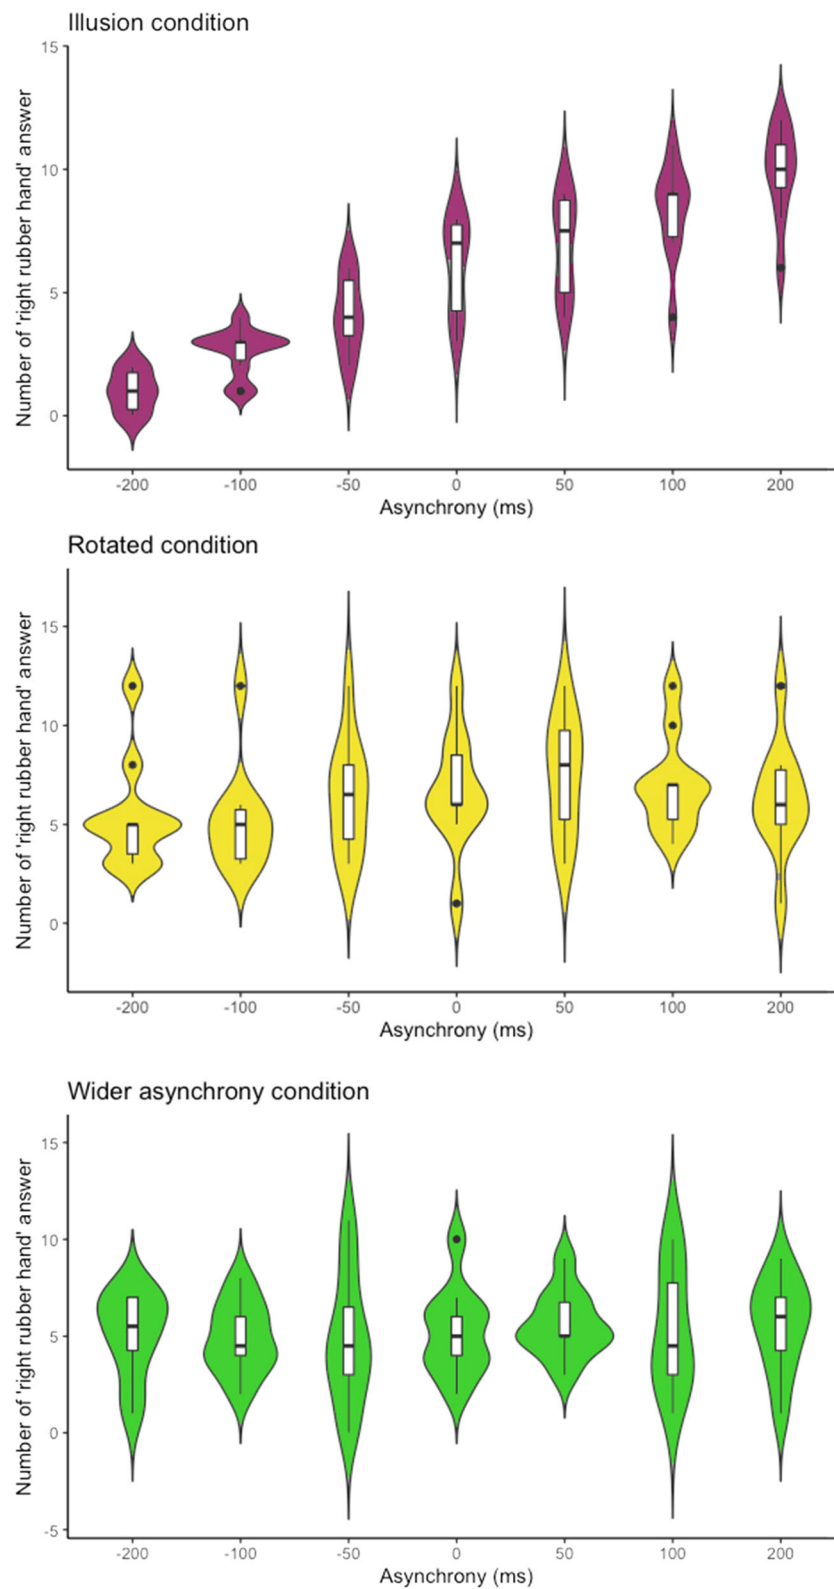 Illusion condition
Number of 'right rubber hand' answer
15
10
5
0
-200 -100 -50 0 50 100 200
Asynchrony (ms)
Rotated condition
Number of 'right rubber hand' answer
15
10
5
0
-200 -100 -50 0 50 100 200
Asynchrony (ms)
Wider asynchrony condition
Number of 'right rubber hand' answer
15
10
5
0
-5
-200 -100 -50 0 50 100 200
Asynchrony (ms)